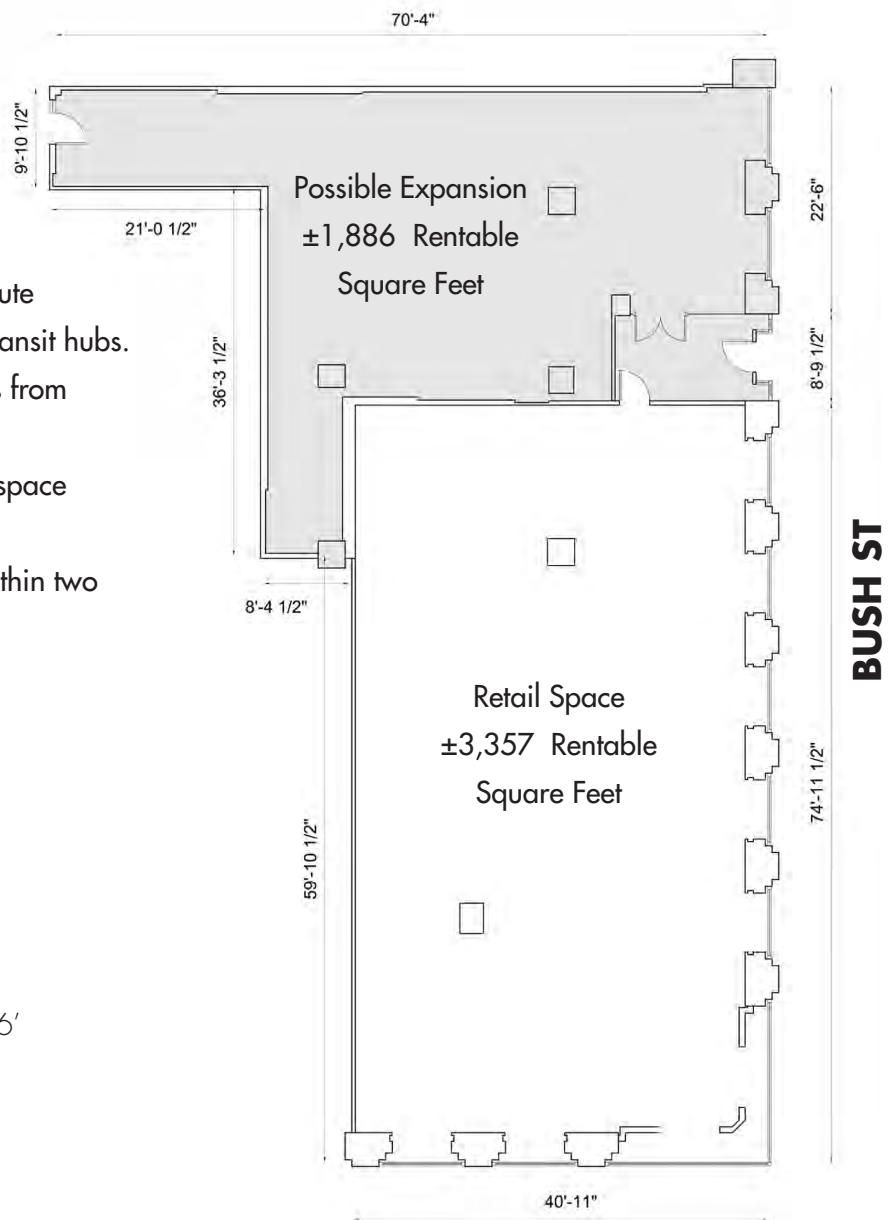 70'-4"
9'-10 1/2"
21'-0 1/2"
Possible Expansion
±1,886 Rentable
Square Feet
22'-6"
8'-9 1/2"
36'-3 1/2"
8'-4 1/2"
ute
ansit hubs.
from
space
thin two
Retail Space
±3,357 Rentable
Square Feet
BUSH ST
74'-11 1/2"
59'-10 1/2"
6'
40'-11"